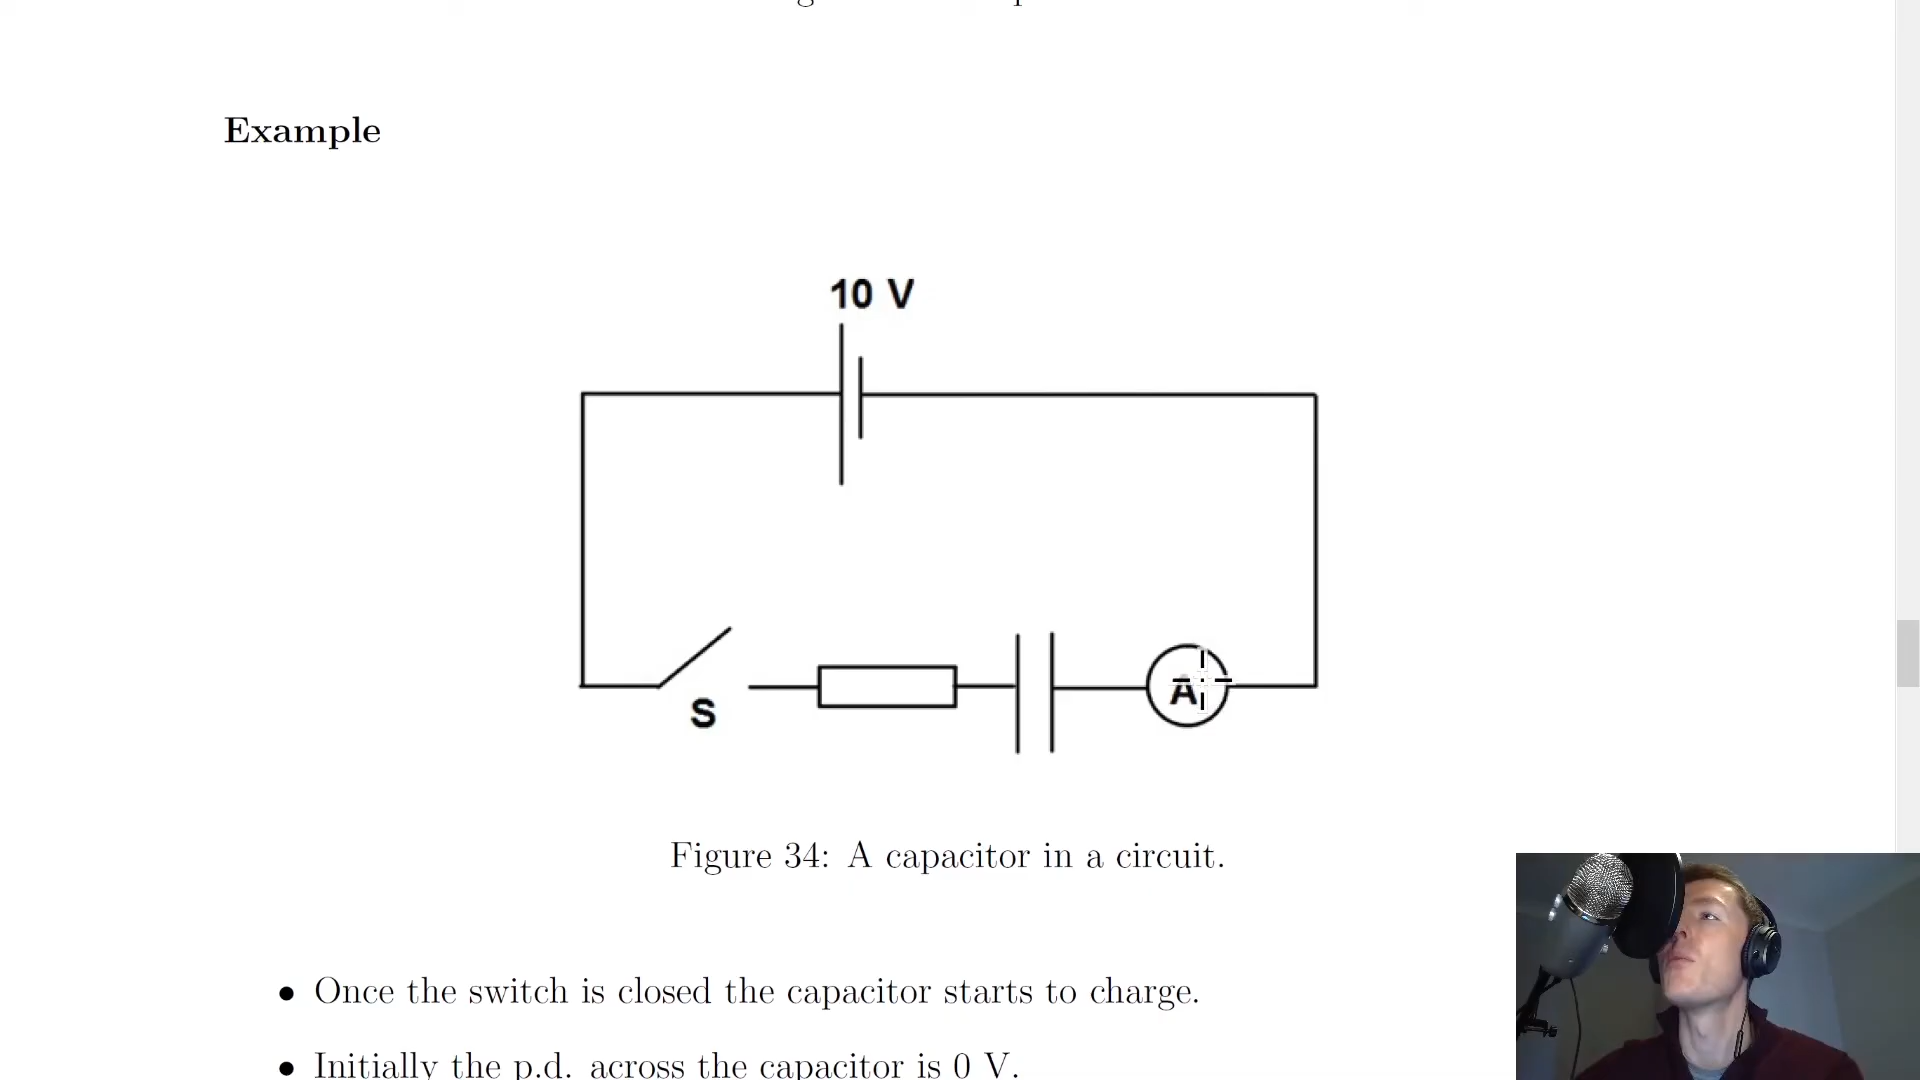 Example
10 V
S
A
Figure 34: A capacitor in a circuit.
• Once the switch is closed the capacitor starts to charge.
• Initially the p.d. across the capacitor is 0 V.